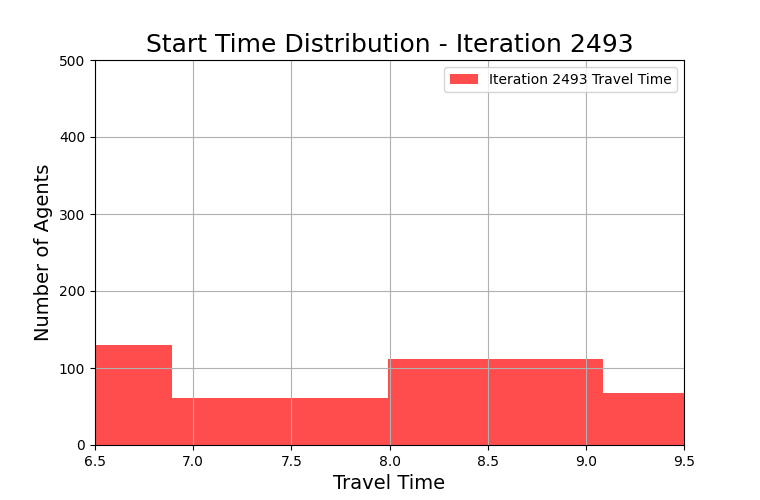 Start Time Distribution - Iteration 2493
Iteration 2493 Travel Time
Number of Agents
500
400
300
200
100
0
6.5 7.0 7.5 8.0 8.5 9.0 9.5
Travel Time